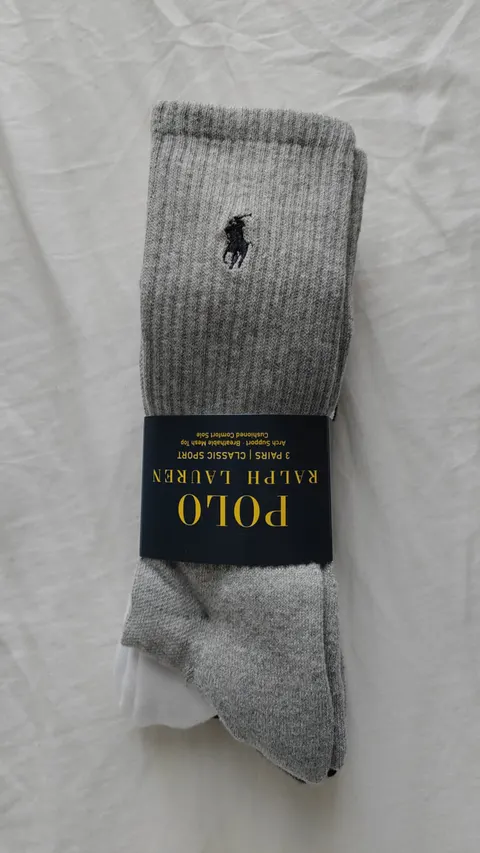 POLO
RALPH LAUREN
3 PAIRS | CLASSIC SPORT
Arch Support · Breathable Mesh Top
Cushioned Comfort Sole